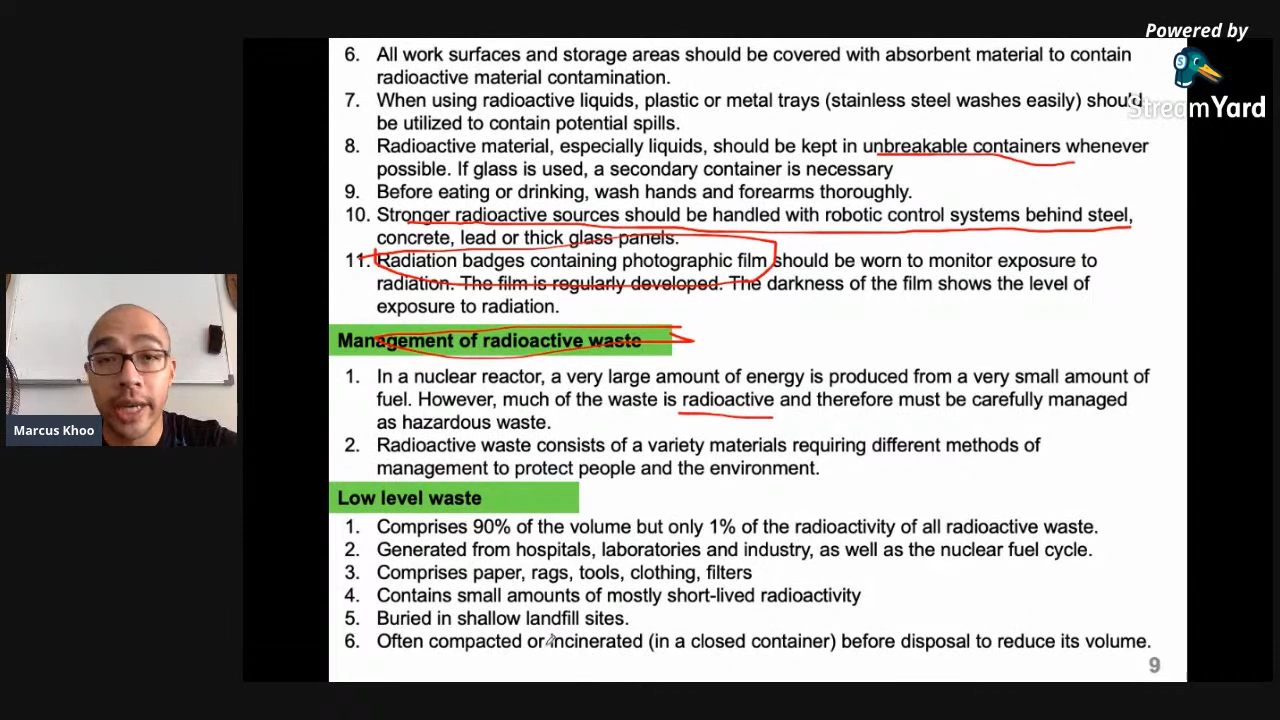 Powered by
StreamYard
6. All work surfaces and storage areas should be covered with absorbent material to contain
radioactive material contamination.
7. When using radioactive liquids, plastic or metal trays (stainless steel washes easily) should
be utilized to contain potential spills.
8. Radioactive material, especially liquids, should be kept in unbreakable containers whenever
possible. If glass is used, a secondary container is necessary
9. Before eating or drinking, wash hands and forearms thoroughly.
10. Stronger radioactive sources should be handled with robotic control systems behind steel,
concrete, lead or thick glass panels.
11. Radiation badges containing photographic film should be worn to monitor exposure to
radiation. The film is regularly developed. The darkness of the film shows the level of
exposure to radiation.
Management of radioactive waste
1. In a nuclear reactor, a very large amount of energy is produced from a very small amount of
fuel. However, much of the waste is radioactive and therefore must be carefully managed
as hazardous waste.
2. Radioactive waste consists of a variety materials requiring different methods of
management to protect people and the environment.
Low level waste
1. Comprises 90% of the volume but only 1% of the radioactivity of all radioactive waste.
2. Generated from hospitals, laboratories and industry, as well as the nuclear fuel cycle.
3. Comprises paper, rags, tools, clothing, filters
4. Contains small amounts of mostly short-lived radioactivity
5. Buried in shallow landfill sites.
6. Often compacted or incinerated (in a closed container) before disposal to reduce its volume.
9
Marcus Khoo